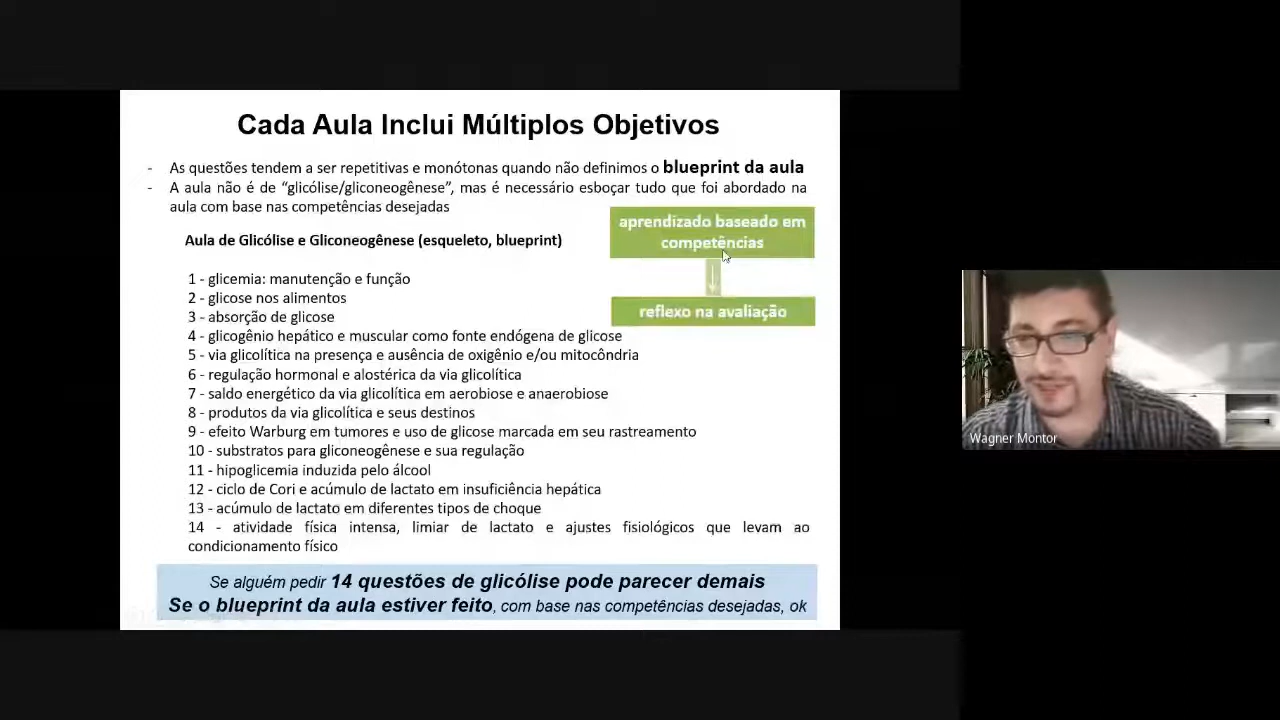 Cada Aula Inclui Múltiplos Objetivos
- As questões tendem a ser repetitivas e monótonas quando não definimos o blueprint da aula
- A aula não é de “glicólise/gliconeogênese”, mas é necessário esboçar tudo que foi abordado na
aula com base nas competências desejadas
aprendizado baseado em
competências
reflexo na avaliação
Aula de Glicólise e Gliconeogênese (esqueleto, blueprint)
1 - glicemia: manutenção e função
2 - glicose nos alimentos
3 - absorção de glicose
4 - glicogênio hepático e muscular como fonte endógena de glicose
5 - via glicolítica na presença e ausência de oxigênio e/ou mitocôndria
6 - regulação hormonal e alostérica da via glicolítica
7 - saldo energético da via glicolítica em aerobiose e anaerobiose
8 - produtos da via glicolítica e seus destinos
9 - efeito Warburg em tumores e uso de glicose marcada em seu rastreamento
10 - substratos para gliconeogênese e sua regulação
11 - hipoglicemia induzida pelo álcool
12 - ciclo de Cori e acúmulo de lactato em insuficiência hepática
13 - acúmulo de lactato em diferentes tipos de choque
14 - atividade física intensa, limiar de lactato e ajustes fisiológicos que levam ao
condicionamento físico
Se alguém pedir 14 questões de glicólise pode parecer demais
Se o blueprint da aula estiver feito, com base nas competências desejadas, ok
Wagner Montor